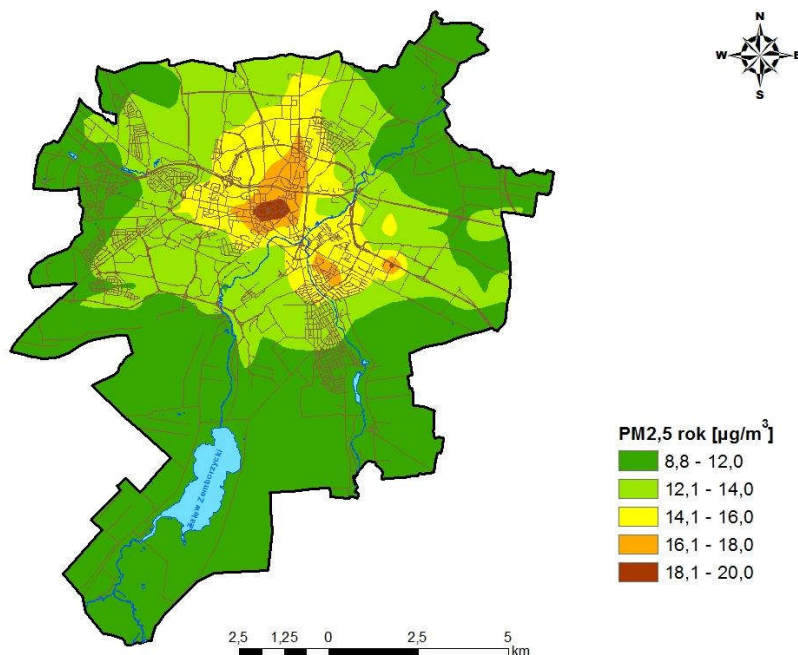 N
W E
S
Zalew Zemborzycki
PM2,5 rok [µg/m³]
8,8 - 12,0
12,1 - 14,0
14,1 - 16,0
16,1 - 18,0
18,1 - 20,0
2,5 1,25 0 2,5 5
km